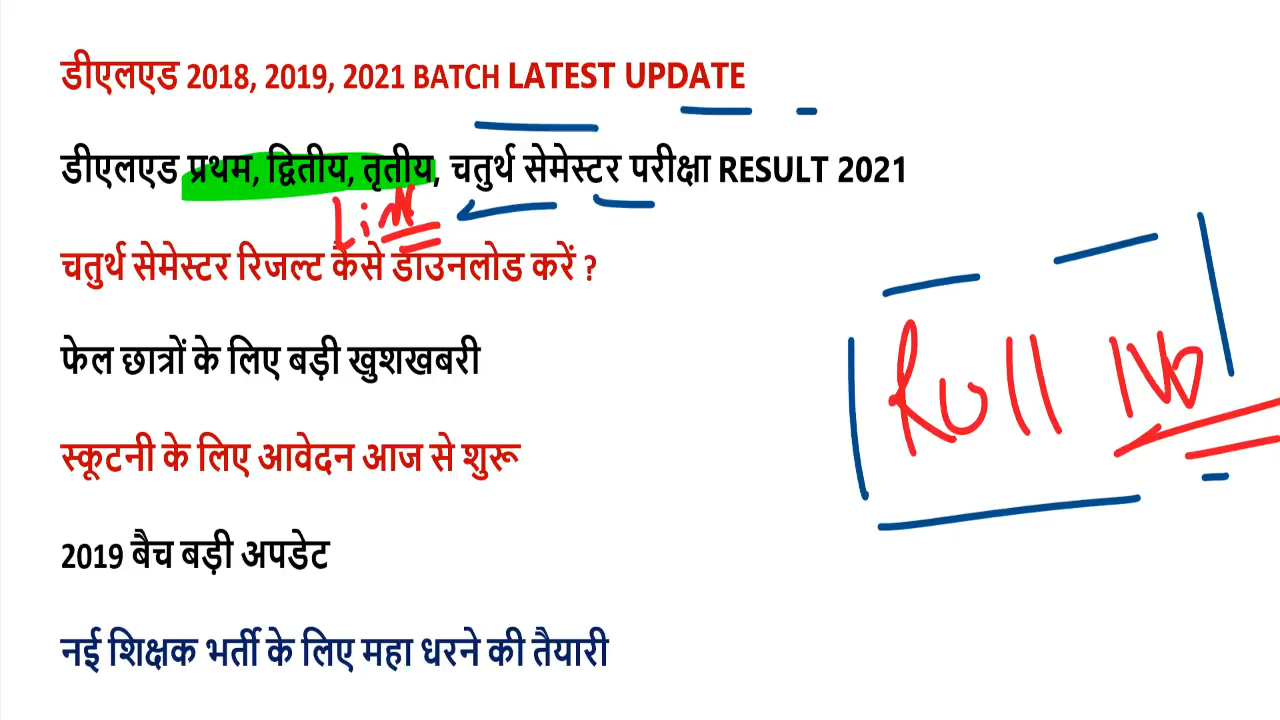 डीएलएड 2018, 2019, 2021 BATCH LATEST UPDATE
डीएलएड प्रथम, द्वितीय, तृतीय, चतुर्थ सेमेस्टर परीक्षा RESULT 2021
चतुर्थ सेमेस्टर रिजल्ट कैसे डाउनलोड करें ?
फेल छात्रों के लिए बड़ी खुशखबरी
Roll No
स्कूटनी के लिए आवेदन आज से शुरू
2019 बैच बड़ी अपडेट
नई शिक्षक भर्ती के लिए महा धरने की तैयारी